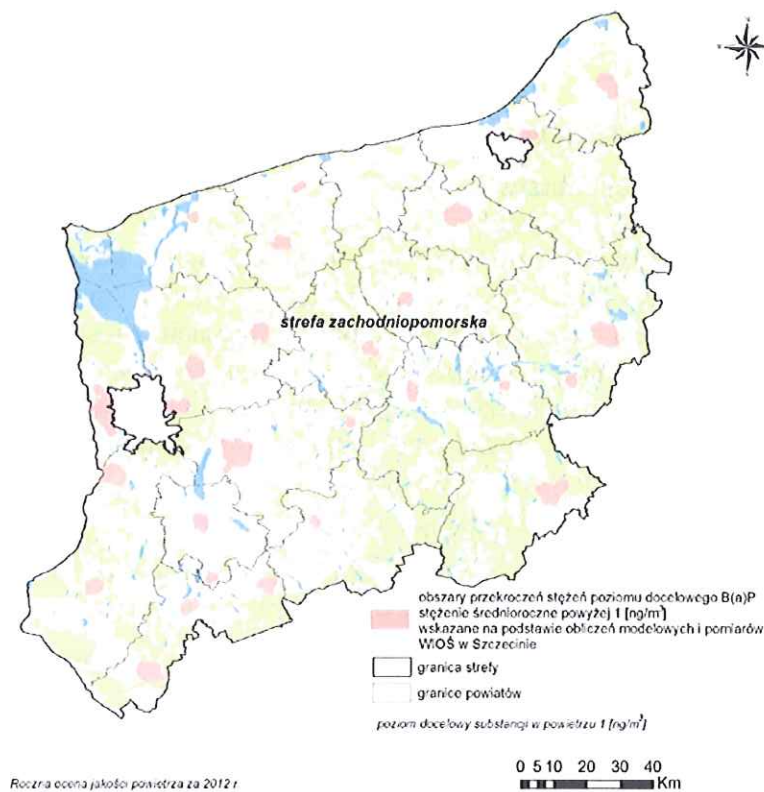 strefa zachodniopomorska
obszary przekroczeń stężeń poziomu docelowego B(a)P
stężenie średnioroczne powyżej 1 [ng/m³]
wskazane na podstawie obliczeń modelowych i pomiarów
WIOŚ w Szczecinie
granica strefy
granice powiatów
poziom docelowy substancji w powietrzu 1 [ng/m³]
Roczna ocena jakości powietrza za 2012 r
0 5 10 20 30 40
Km